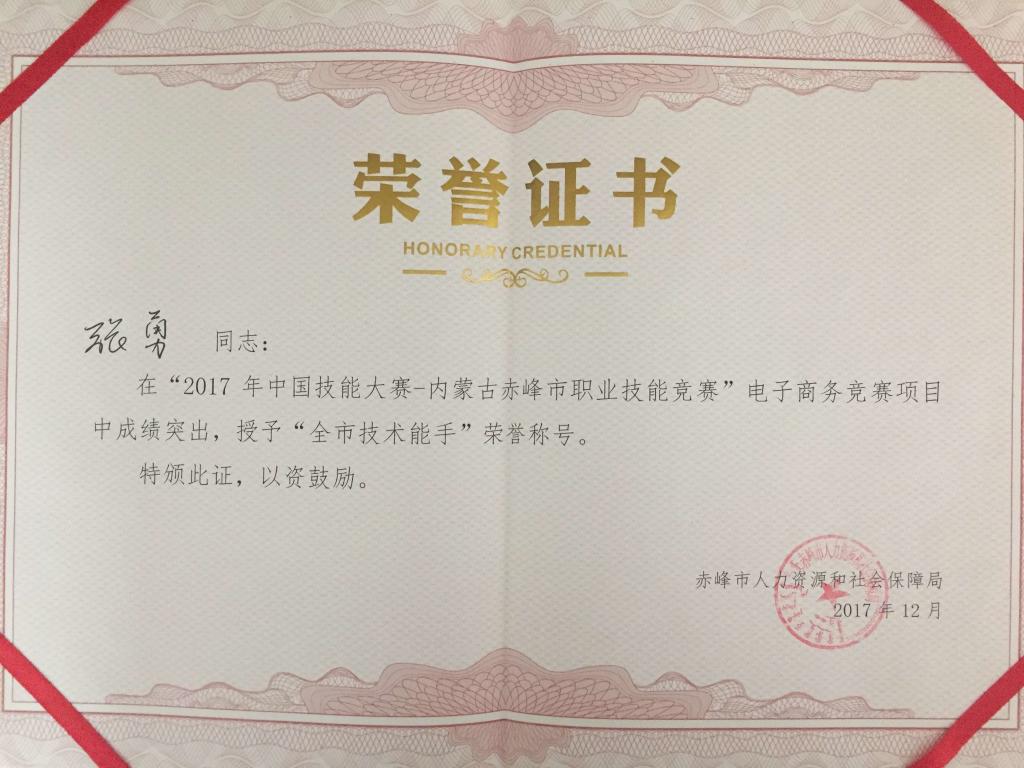 荣誉证书
HONORARY CREDENTIAL
张勇 同志：
在“2017 年中国技能大赛-内蒙古赤峰市职业技能竞赛”电子商务竞赛项目
中成绩突出，授予“全市技术能手”荣誉称号。
特颁此证，以资鼓励。
赤峰市人力资源和社会保障局
2017 年 12 月